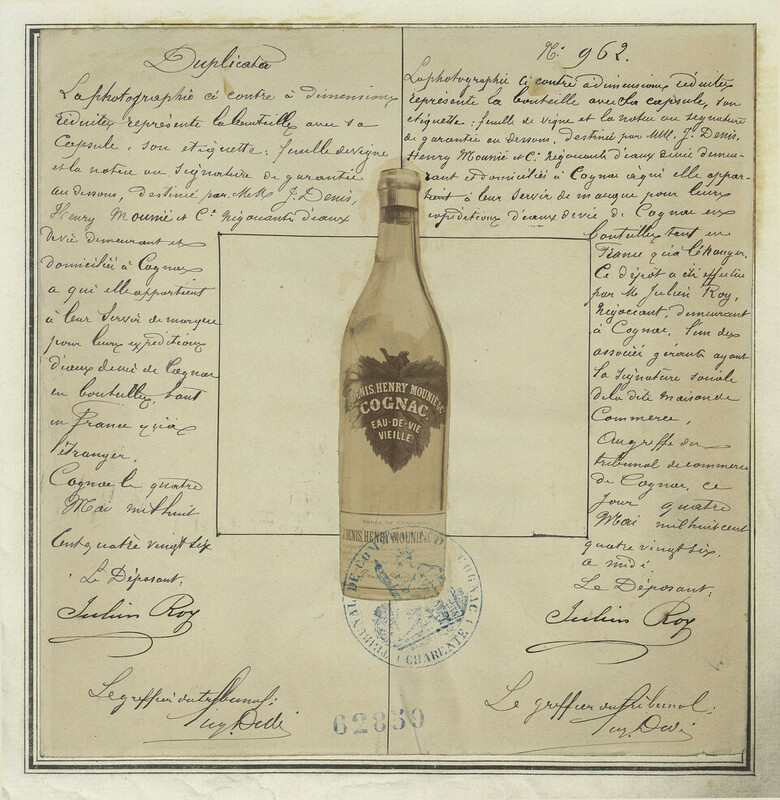 Duplicata
La photographie ci contre à dimensions
réduites représente la bouteille avec sa
Capsule, son etiquette: feuille de vigne
et la notice ou signature de garantie
au dessous, destinée par MM J. Denis,
Henry Mounié et Cie Négociants d'eaux
de vie demeurant et
domiciliés à Cognac
a qui elle appartient
à leur servir de marque
pour leurs expéditions
d'eaux de vie de Cognac
en bouteilles, tant
en France qu'à
l'étranger.
Cognac le quatre
Mai mil huit
Cent quatre vingt six
Le Déposant,
Julien Roy
Le greffier du tribunal:
No 962.
La photographie ci contre à dimensions réduites
représente la bouteille avec sa capsule, son
etiquette: feuille de vigne et la notice ou signature
de garantie au dessous, destinée par MM. J. Denis,
Henry Mounié et Cie Négociants d'eaux de vie demeu-
rant et domiciliés à Cognac à qui elle appar-
tient à leur servir de marque pour leurs
expéditions d'eaux de vie de Cognac en
bouteilles tant en
France qu'à l'étranger.
Ce dépôt a été effectué
par M. Julien Roy,
Négociant, demeurant
à Cognac, l'un des
associés gérants ayant
la signature sociale
de la dite maison de
Commerce,
Au greffe du
tribunal de commerce
de Cognac, ce
jour quatre
Mai mil huit cent
quatre vingt six.
a midi.
Le Déposant:
Julien Roy
Le greffier du tribunal:
J. DENIS, HENRY MOUNIÉ & Co
COGNAC
EAU-DE-VIE
VIEILLE
J. DENIS, HENRY MOUNIÉ & Co
TRIBUNAL DE COMMERCE DE COGNAC
(CHARENTE)
62859